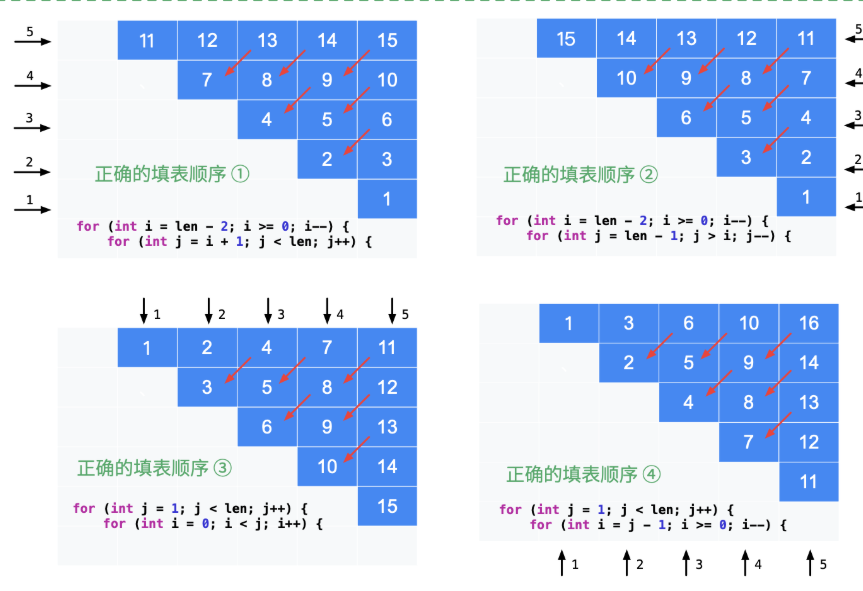 5 11 12 13 14 15
4 7 8 9 10
3 4 5 6
2 2 3
1 1
正确的填表顺序 ①
for (int i = len - 2; i >= 0; i--) {
for (int j = i + 1; j < len; j++) {
15 14 13 12 11 5
10 9 8 7 4
6 5 4 3
3 2 2
1 1
正确的填表顺序 ②
for (int i = len - 2; i >= 0; i--) {
for (int j = len - 1; j > i; j--) {
1 2 3 4 5
1 2 4 7 11
3 5 8 12
6 9 13
10 14
15
正确的填表顺序 ③
for (int j = 1; j < len; j++) {
for (int i = 0; i < j; i++) {
1 3 6 10 16
2 5 9 14
4 8 13
7 12
11
正确的填表顺序 ④
for (int j = 1; j < len; j++) {
for (int i = j - 1; i >= 0; i--) {
1 2 3 4 5